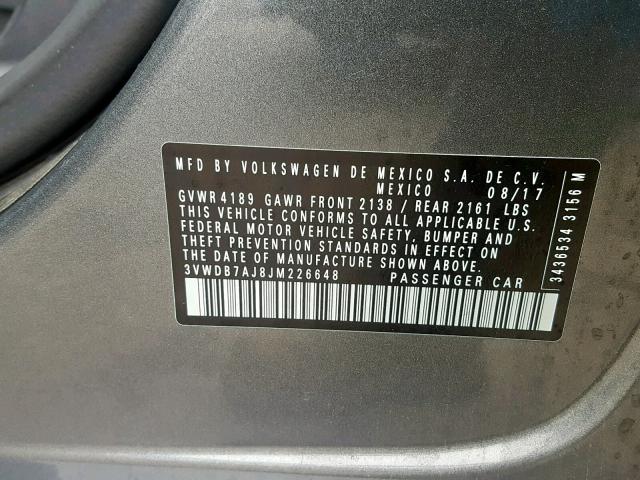 MFD BY VOLKSWAGEN DE MEXICO S.A. DE C.V.
MEXICO 08/17
GVWR 4189 GAWR FRONT 2138 / REAR 2161 LBS
THIS VEHICLE CONFORMS TO ALL APPLICABLE U.S.
FEDERAL MOTOR VEHICLE SAFETY, BUMPER AND
THEFT PREVENTION STANDARDS IN EFFECT ON
THE DATE OF MANUFACTURE SHOWN ABOVE.
3VWDB7AJ8JM226648 PASSENGER CAR
3436534 3156 M